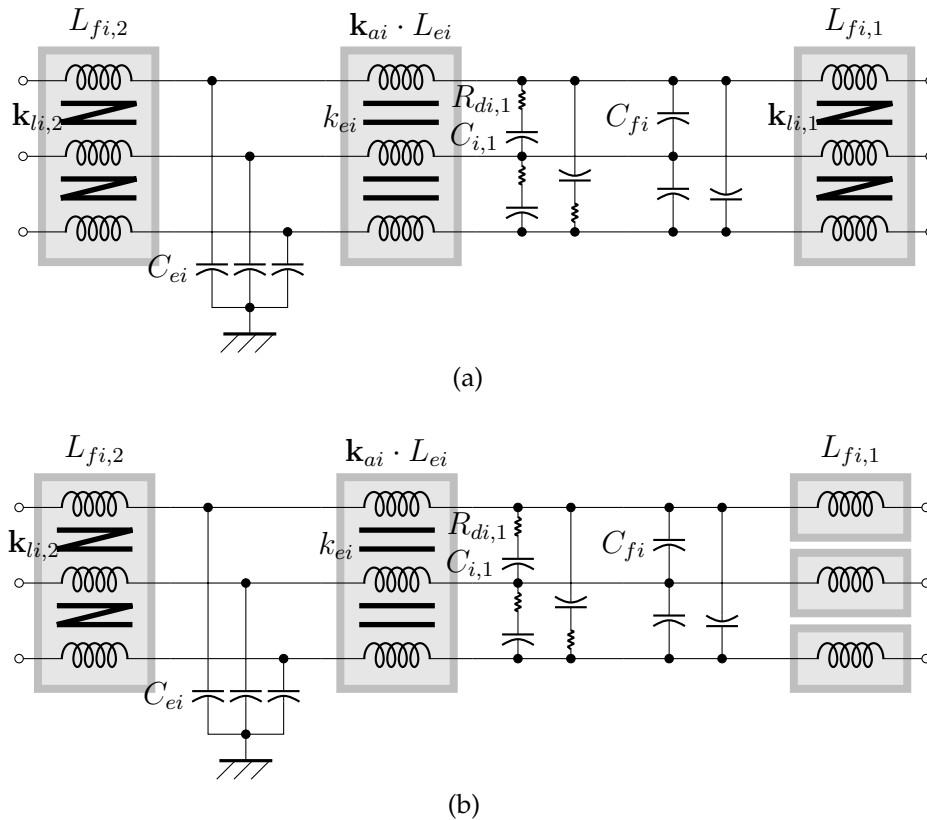 L_{fi,2} k_{ai} · L_{ei} L_{fi,1}
k_{li,2} k_{ei} R_{di,1} C_{i,1} C_{fi} k_{li,1}
C_{ei}
(a)
L_{fi,2} k_{ai} · L_{ei} L_{fi,1}
k_{li,2} k_{ei} R_{di,1} C_{i,1} C_{fi}
C_{ei}
(b)